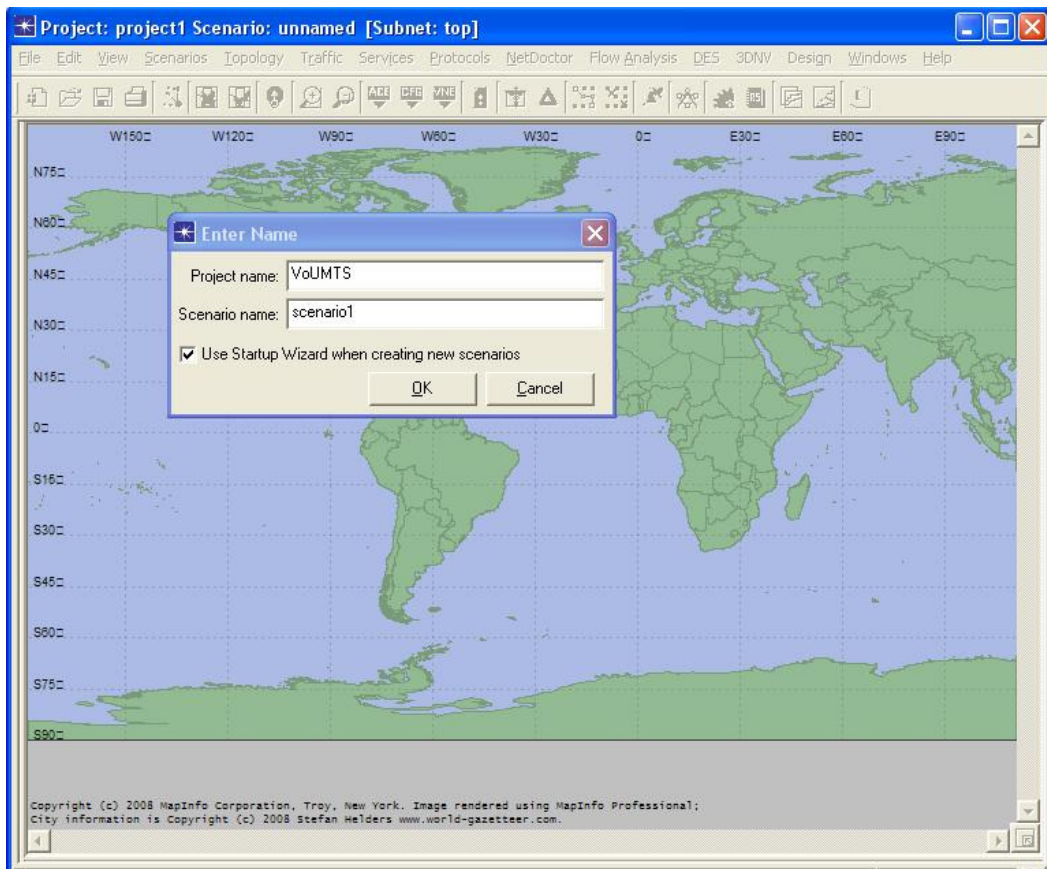 Project: project1 Scenario: unnamed [Subnet: top]
File Edit View Scenarios Topology Traffic Services Protocols NetDoctor Flow Analysis DES 3DNV Design Windows Help
ACE CFG VNE
W150 W120 W90 W60 W30 0 E30 E60 E90
N75
N60
Enter Name
Project name: VoUMTS
N45
Scenario name: scenario1
N30
Use Startup Wizard when creating new scenarios
N15
OK Cancel
0
S16
S30
S45
S60
S75
S90
Copyright (c) 2008 MapInfo Corporation, Troy, New York. Image rendered using MapInfo Professional;
City information is Copyright (c) 2008 Stefan Helders www.world-gazetteer.com.